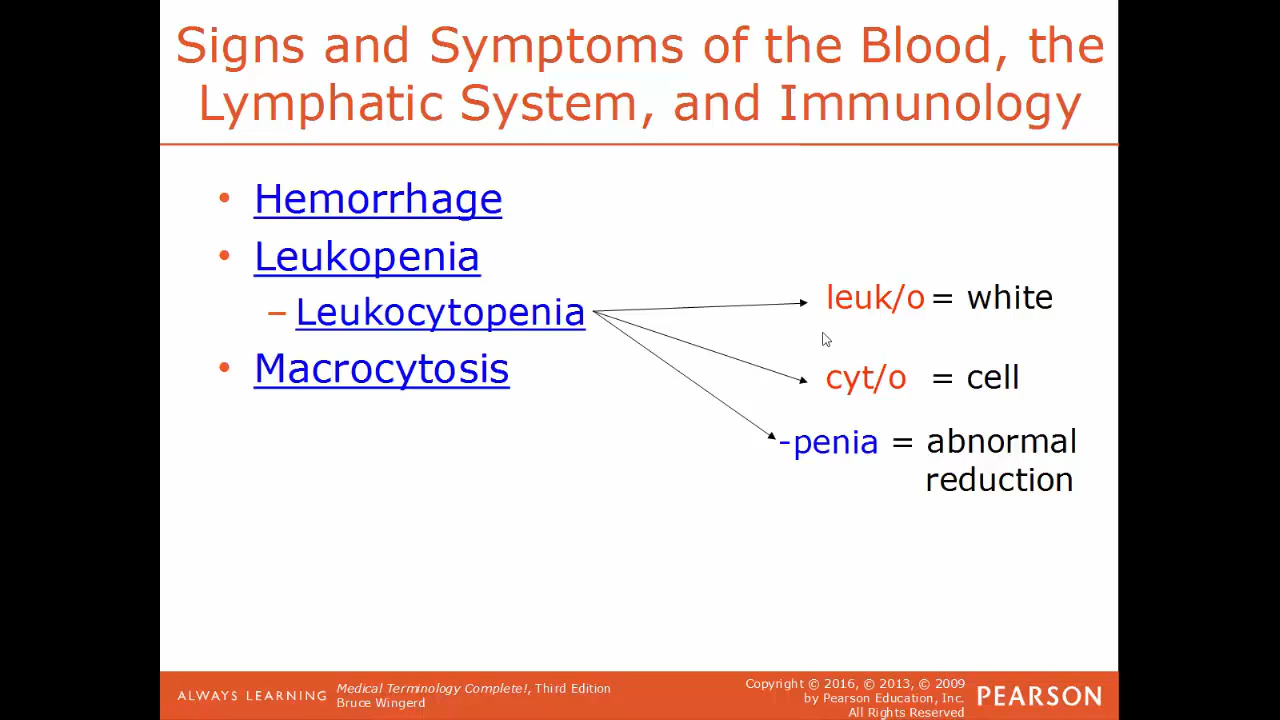 Signs and Symptoms of the Blood, the
Lymphatic System, and Immunology
• Hemorrhage
• Leukopenia
– Leukocytopenia
leuk/o = white
• Macrocytosis
cyt/o = cell
-penia = abnormal
reduction
ALWAYS LEARNING
Medical Terminology Complete!, Third Edition
Bruce Wingerd
Copyright © 2016, © 2013, © 2009
by Pearson Education, Inc.
All Rights Reserved
PEARSON